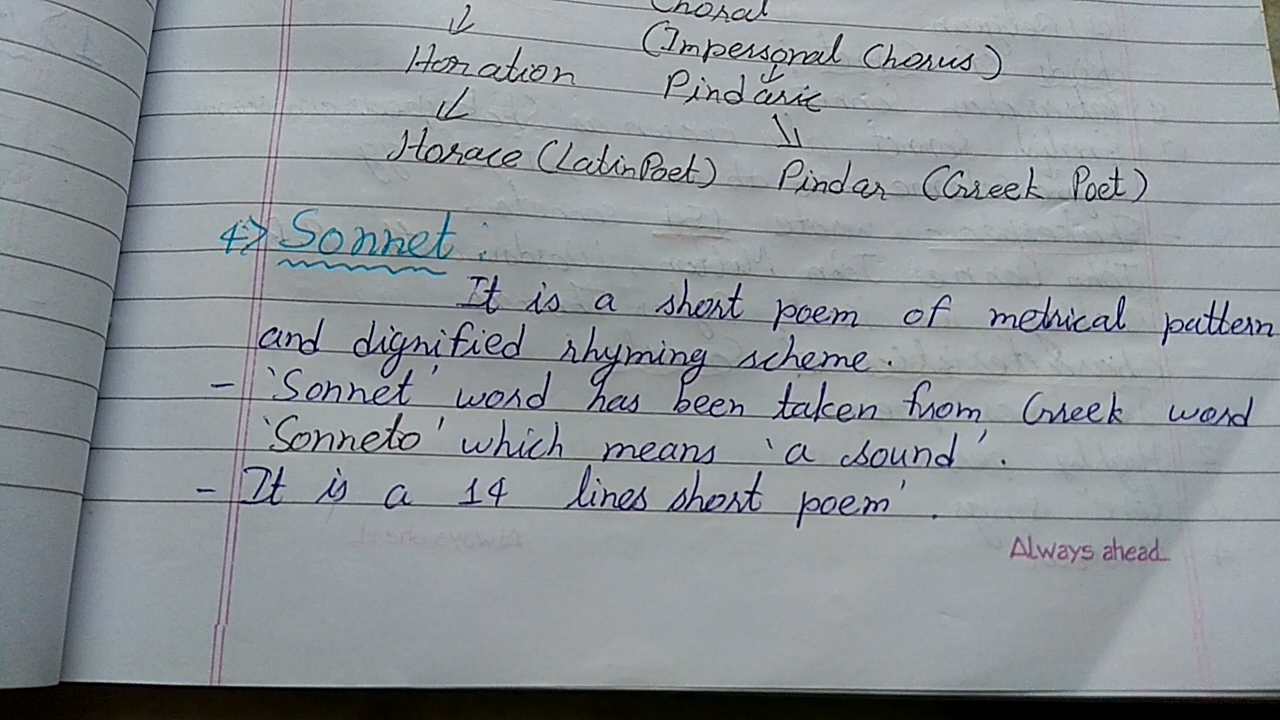 Choral
(Impersonal Chorus)
Horation Pindaric
Horace (Latin Poet) Pindar (Greek Poet)
4> Sonnet :
It is a short poem of metrical pattern
and dignified rhyming scheme.
- 'Sonnet' word has been taken from Greek word
'Sonneto' which means 'a sound'.
- It is a 14 lines short poem'.
Always ahead